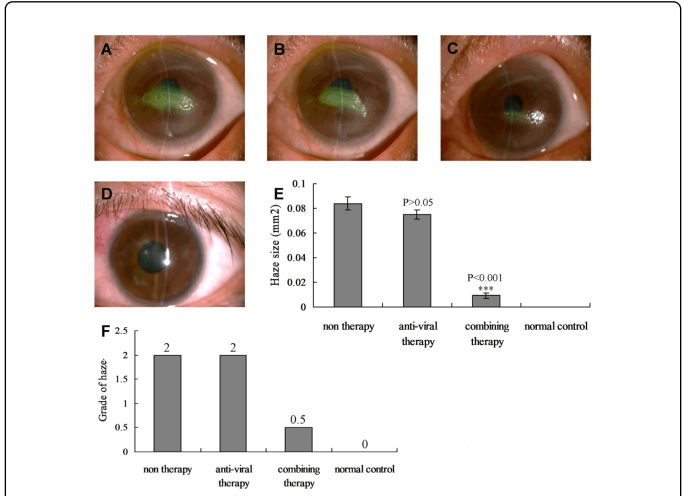 A
B
C
D
E
0.1
0.08
0.06
0.04
0.02
0
Haze size (mm2)
P>0.05
P<0.001
***
non therapy
anti-viral
therapy
combining
therapy
normal control
F
2.5
2
1.5
1
0.5
0
Grade of haze
2
2
0.5
0
non therapy
anti-viral
therapy
combining
therapy
normal control